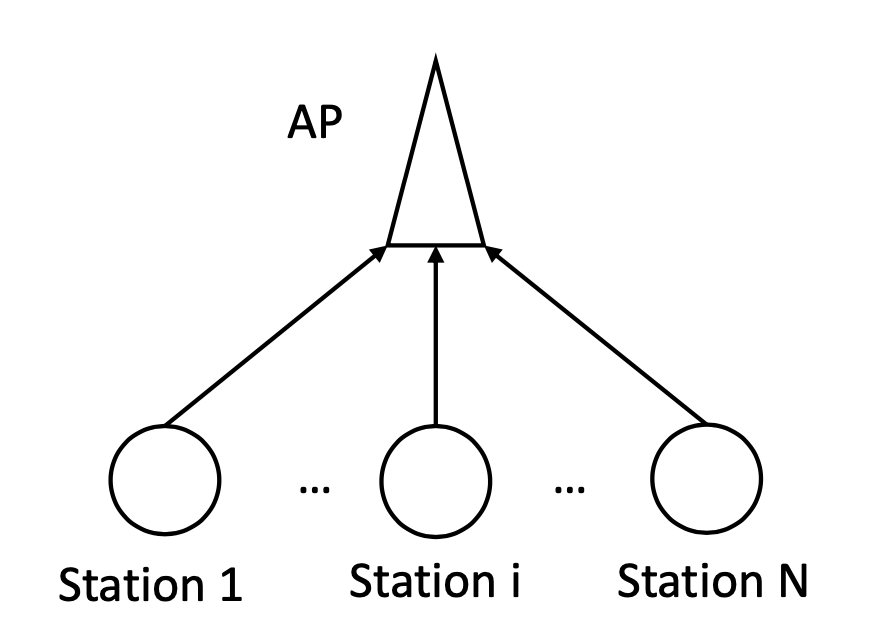 AP
... ...
Station 1 Station i Station N